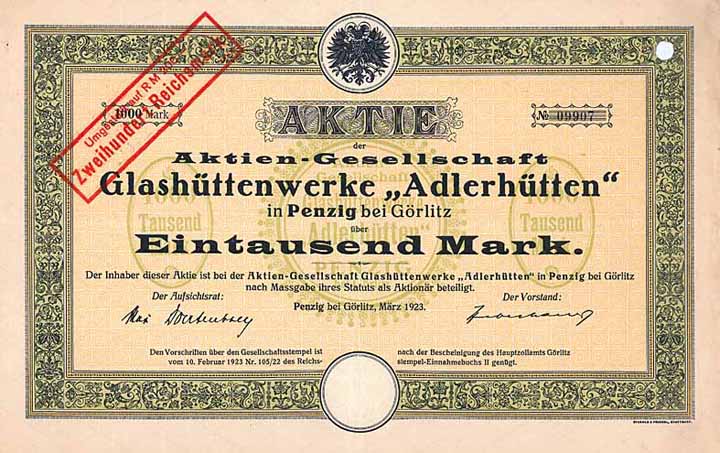 Umgestellt auf RM 200.-
Zweihundert Reichsmark
1000 Mark
AKTIE
№ 09907
der
Aktien-Gesellschaft
Glashüttenwerke „Adlerhütten“
in Penzig bei Görlitz
über
Eintausend Mark.
1000
Tausend
Glashüttenwerke
„Adlerhütten“
1000
Tausend
Der Inhaber dieser Aktie ist bei der Aktien-Gesellschaft Glashüttenwerke „Adlerhütten“ in Penzig bei Görlitz
nach Massgabe ihres Statuts als Aktionär beteiligt.
Der Aufsichtsrat:
Der Vorstand:
Penzig bei Görlitz, März 1923.
Max
Den Vorschriften über den Gesellschaftsstempel ist
vom 10. Februar 1923 Nr. 105/22 des Reichs-
nach der Bescheinigung des Hauptzollamts Görlitz
stempel-Einnahmebuchs II genügt.